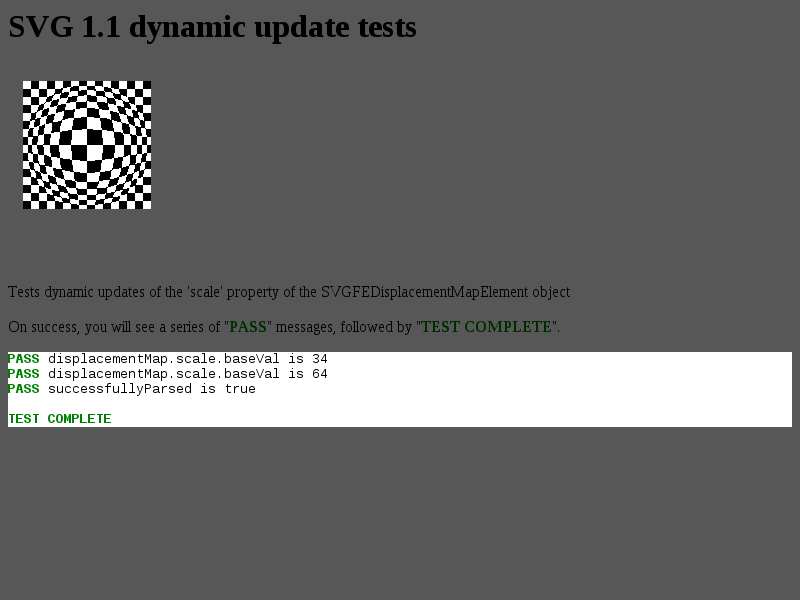 SVG 1.1 dynamic update tests
Tests dynamic updates of the 'scale' property of the SVGFEDisplacementMapElement object
On success, you will see a series of "PASS" messages, followed by "TEST COMPLETE".
PASS displacementMap.scale.baseVal is 34
PASS displacementMap.scale.baseVal is 64
PASS successfullyParsed is true
TEST COMPLETE